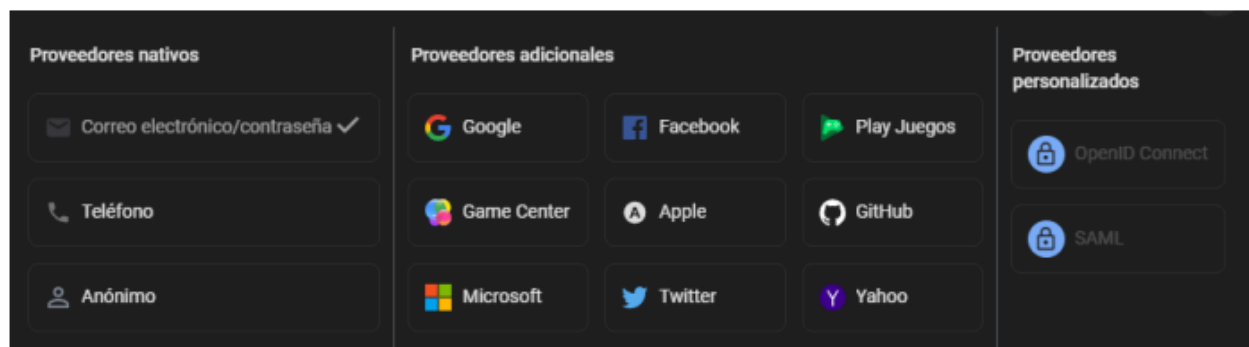 Proveedores nativos
Correo electrónico/contraseña
Teléfono
Anónimo
Proveedores adicionales
Google
Facebook
Play Juegos
Game Center
Apple
GitHub
Microsoft
Twitter
Yahoo
Proveedores
personalizados
OpenID Connect
SAML